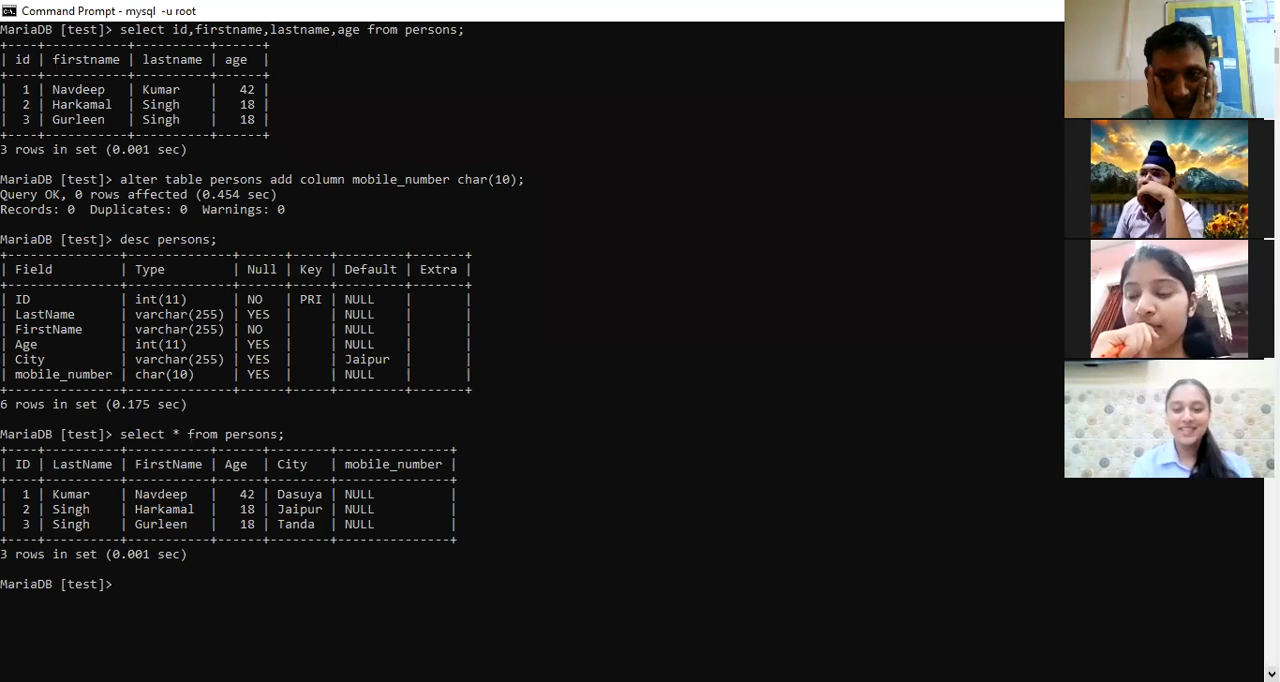 Command Prompt - mysql -u root
MariaDB [test]> select id,firstname,lastname,age from persons;
+----+-----------+----------+------+
| id | firstname | lastname | age  |
+----+-----------+----------+------+
|  1 | Navdeep   | Kumar    |   42 |
|  2 | Harkamal  | Singh    |   18 |
|  3 | Gurleen   | Singh    |   18 |
+----+-----------+----------+------+
3 rows in set (0.001 sec)
MariaDB [test]> alter table persons add column mobile_number char(10);
Query OK, 0 rows affected (0.454 sec)
Records: 0  Duplicates: 0  Warnings: 0
MariaDB [test]> desc persons;
+---------------+--------------+------+-----+---------+-------+
| Field         | Type         | Null | Key | Default | Extra |
+---------------+--------------+------+-----+---------+-------+
| ID            | int(11)      | NO   | PRI | NULL    |       |
| LastName      | varchar(255) | YES  |     | NULL    |       |
| FirstName     | varchar(255) | NO   |     | NULL    |       |
| Age           | int(11)      | YES  |     | NULL    |       |
| City          | varchar(255) | YES  |     | Jaipur  |       |
| mobile_number | char(10)     | YES  |     | NULL    |       |
+---------------+--------------+------+-----+---------+-------+
6 rows in set (0.175 sec)
MariaDB [test]> select * from persons;
+----+----------+-----------+------+--------+---------------+
| ID | LastName | FirstName | Age  | City   | mobile_number |
+----+----------+-----------+------+--------+---------------+
|  1 | Kumar    | Navdeep   |   42 | Dasuya | NULL          |
|  2 | Singh    | Harkamal  |   18 | Jaipur | NULL          |
|  3 | Singh    | Gurleen   |   18 | Tanda  | NULL          |
+----+----------+-----------+------+--------+---------------+
3 rows in set (0.001 sec)
MariaDB [test]>